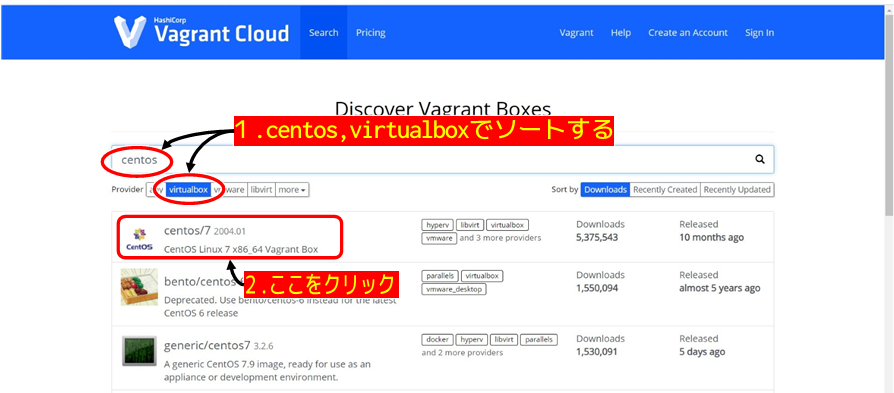 HashiCorp
Vagrant Cloud Search Pricing Vagrant Help Create an Account Sign In
Discover Vagrant Boxes
1.centos,virtualboxでソートする
centos
Provider virtualbox libvirt more Sort by Downloads Recently Created Recently Updated
centos/7 2004.01 hyperv libvirt virtualbox Downloads Released
CentOS CentOS Linux 7 x86_64 Vagrant Box vmware and 3 more providers 5,375,543 10 months ago
2.ここをクリック
bento/centos parallels virtualbox Downloads Released
Deprecated. Use bento/centos-6 instead for the latest vmware_desktop 1,550,094 almost 5 years ago
CentOS 6 release
generic/centos7 3.2.6 docker hyperv libvirt parallels Downloads Released
A generic CentOS 7.9 image, ready for use as an and 2 more providers 1,530,091 5 days ago
appliance or development environment.